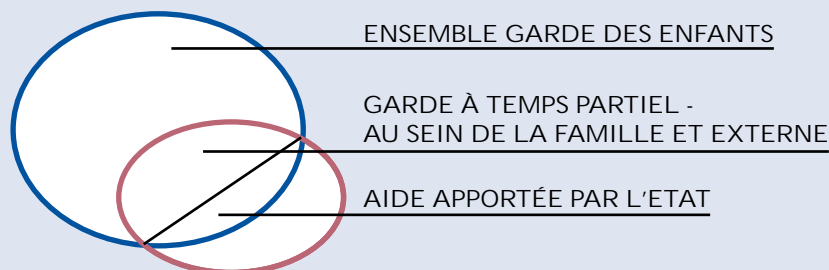 ENSEMBLE GARDE DES ENFANTS
GARDE À TEMPS PARTIEL -
AU SEIN DE LA FAMILLE ET EXTERNE
AIDE APPORTÉE PAR L'ETAT